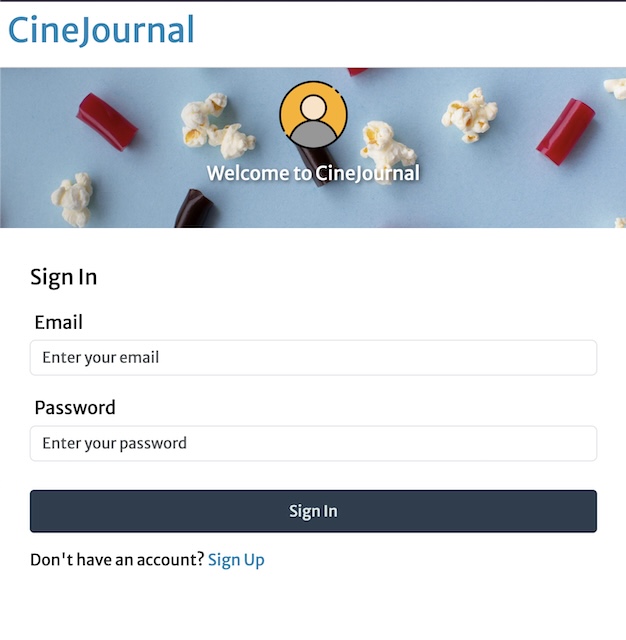 CineJournal
Welcome to CineJournal
Sign In
Email
Enter your email
Password
Enter your password
Sign In
Don't have an account? Sign Up